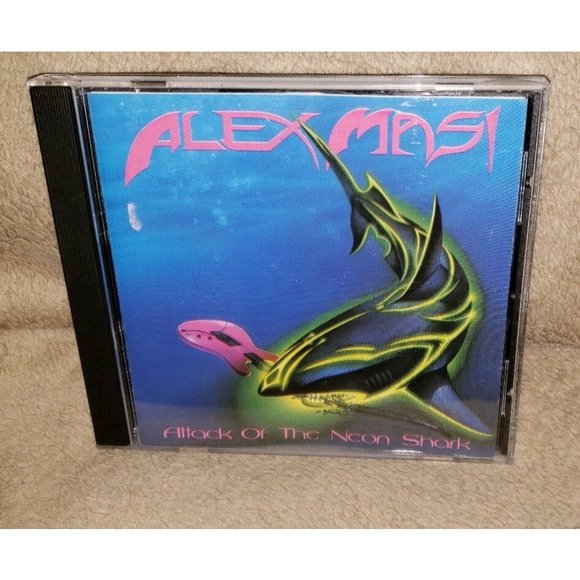 ALEX MASI
Attack Of The Neon Shark